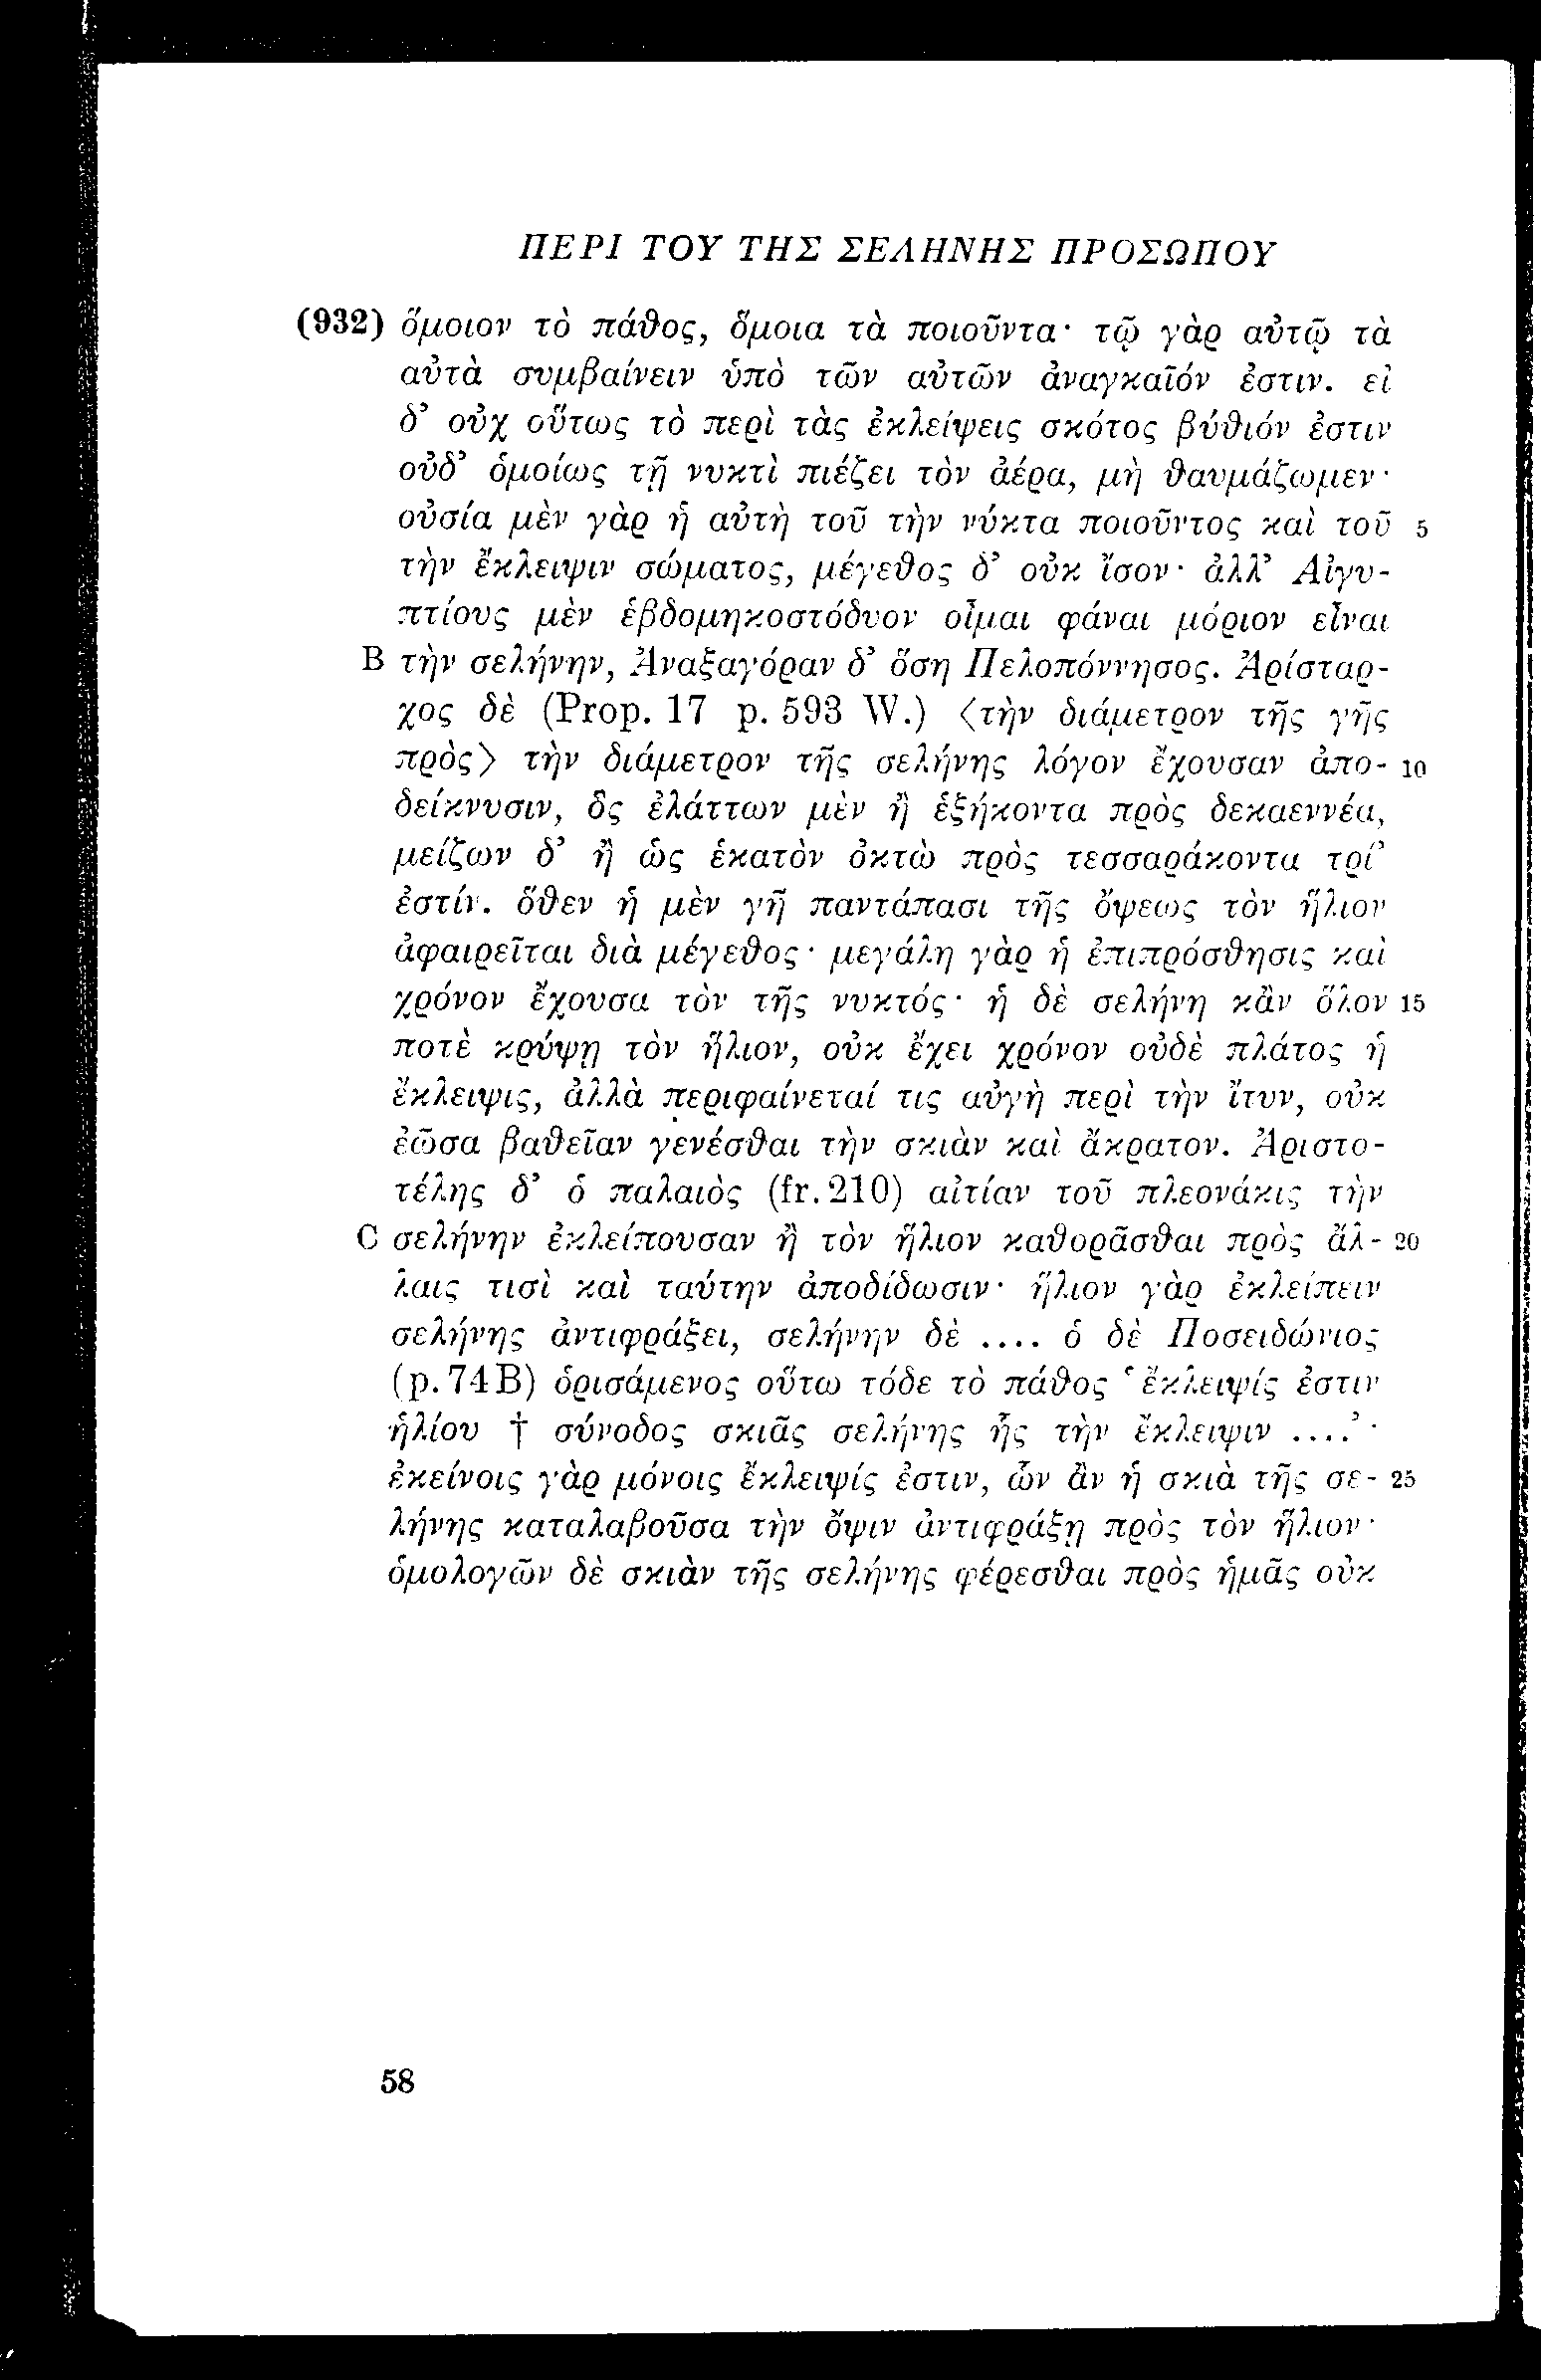 ΠΕΡΙ ΤΟΥ ΤΗΣ ΣΕΛΗΝΗΣ ΠΡΟΣΩΠΟΥ
(932) ὅμοιον τὸ πάθος, ὅμοια τὰ ποιοῦντα· τῷ γὰρ αὐτῷ τὰ
αὐτὰ συμβαίνειν ὑπὸ τῶν αὐτῶν ἀναγκαῖόν ἐστιν. εἰ
δ’ οὐχ οὕτως τὸ περὶ τὰς ἐκλείψεις σκότος βύθιόν ἐστιν
οὐδ’ ὁμοίως τῇ νυκτὶ πιέζει τὸν ἀέρα, μὴ θαυμάζωμεν·
οὐσία μὲν γὰρ ἡ αὐτὴ τοῦ τὴν νύκτα ποιοῦντος καὶ τοῦ 5
τὴν ἔκλειψιν σώματος, μέγεθος δ’ οὐκ ἴσον· ἀλλ’ Αἰγυ-
πτίους μὲν ἑβδομηκοστόδυον οἶμαι φάναι μόριον εἶναι
B τὴν σελήνην, Ἀναξαγόραν δ’ ὅση Πελοπόννησος. Ἀρίσταρ-
χος δὲ (Prop. 17 p. 593 W.) ⟨τὴν διάμετρον τῆς γῆς
πρὸς⟩ τὴν διάμετρον τῆς σελήνης λόγον ἔχουσαν ἀπο- 10
δείκνυσιν, ὃς ἐλάττων μὲν ἢ ἑξήκοντα πρὸς δεκαεννέα,
μείζων δ’ ἢ ὡς ἑκατὸν ὀκτὼ πρὸς τεσσαράκοντα τρί’
ἐστίν. ὅθεν ἡ μὲν γῆ παντάπασι τῆς ὄψεως τὸν ἥλιον
ἀφαιρεῖται διὰ μέγεθος· μεγάλη γὰρ ἡ ἐπιπρόσθησις καὶ
χρόνον ἔχουσα τὸν τῆς νυκτός· ἡ δὲ σελήνη κἂν ὅλον 15
ποτὲ κρύψῃ τὸν ἥλιον, οὐκ ἔχει χρόνον οὐδὲ πλάτος ἡ
ἔκλειψις, ἀλλὰ περιφαίνεταί τις αὐγὴ περὶ τὴν ἴτυν, οὐκ
ἐῶσα βαθεῖαν γενέσθαι τὴν σκιὰν καὶ ἄκρατον. Ἀριστο-
τέλης δ’ ὁ παλαιὸς (fr. 210) αἰτίαν τοῦ πλεονάκις τὴν
C σελήνην ἐκλείπουσαν ἢ τὸν ἥλιον καθορᾶσθαι πρὸς ἄλ- 20
λαις τισὶ καὶ ταύτην ἀποδίδωσιν· ἥλιον γὰρ ἐκλείπειν
σελήνης ἀντιφράξει, σελήνην δὲ .... ὁ δὲ Ποσειδώνιος
(p. 74 B) ὁρισάμενος οὕτω τόδε τὸ πάθος ‘ἔκλειψίς ἐστιν
ἡλίου † σύνοδος σκιᾶς σελήνης ἧς τὴν ἔκλειψιν ....’·
ἐκείνοις γὰρ μόνοις ἔκλειψίς ἐστιν, ὧν ἂν ἡ σκιὰ τῆς σε- 25
λήνης καταλαβοῦσα τὴν ὄψιν ἀντιφράξῃ πρὸς τὸν ἥλιον·
ὁμολογῶν δὲ σκιὰν τῆς σελήνης φέρεσθαι πρὸς ἡμᾶς οὐκ
58